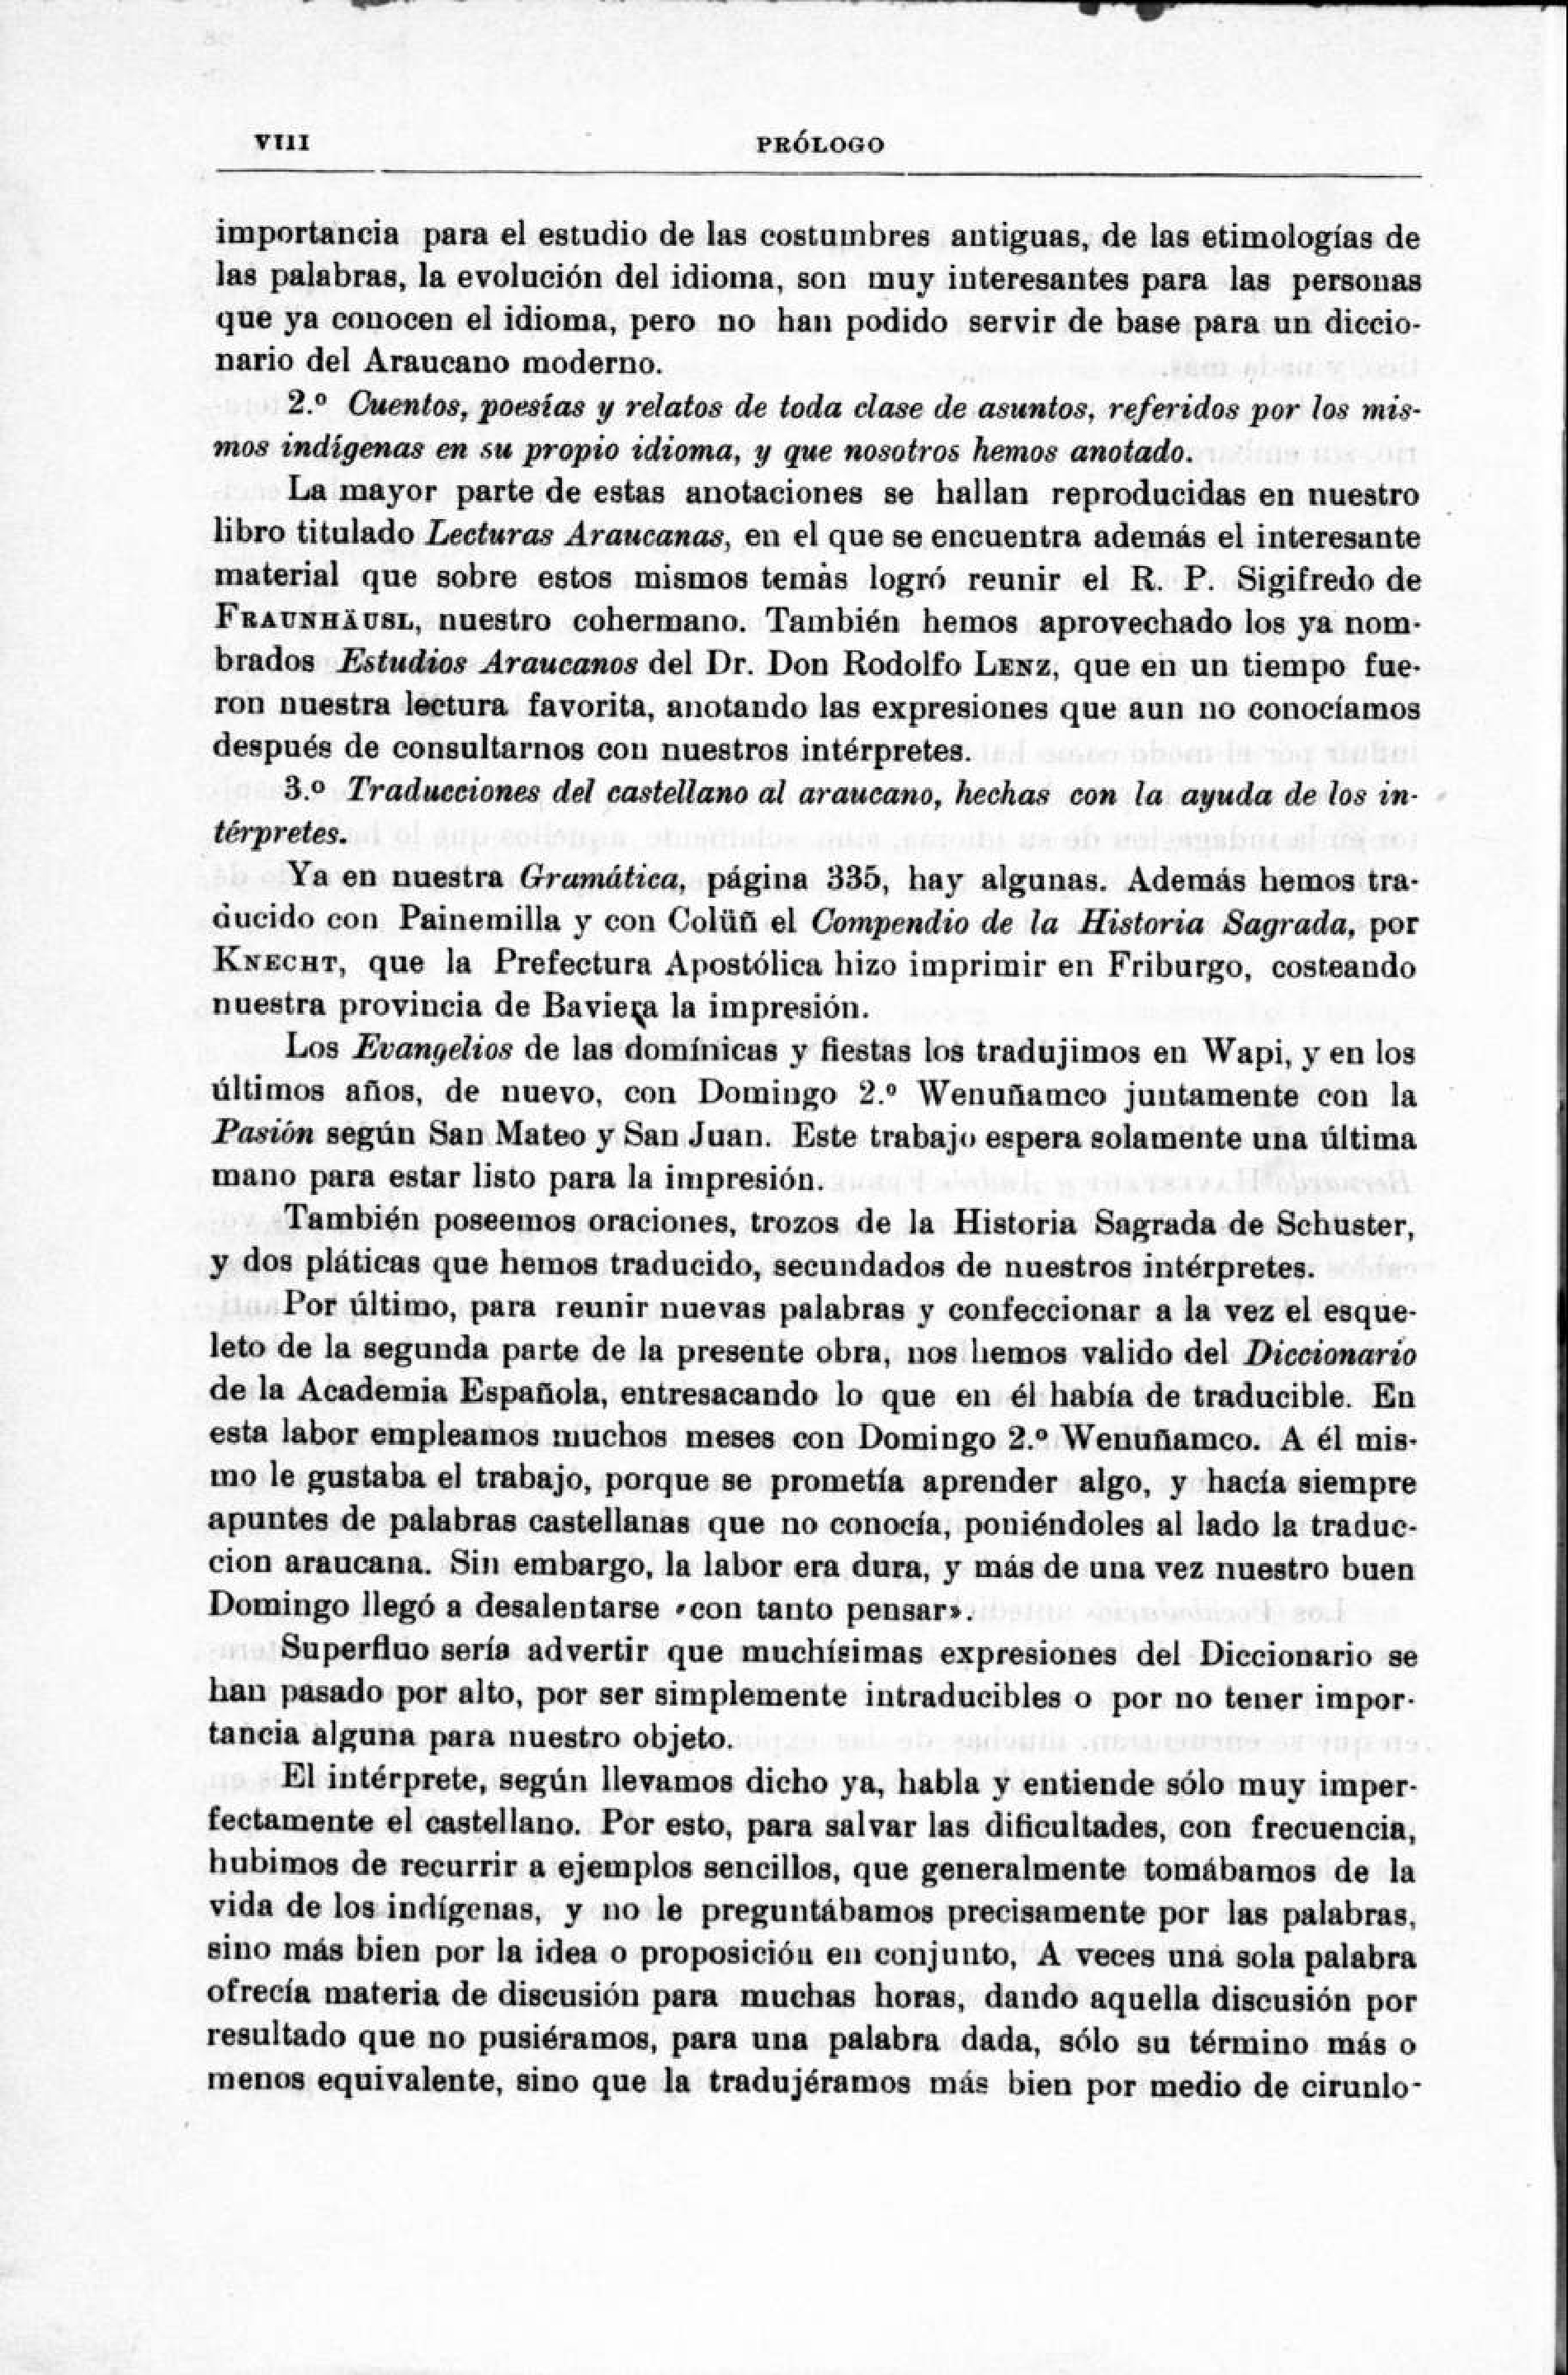 VIII PRÓLOGO
importancia para el estudio de las costumbres antiguas, de las etimologías de
las palabras, la evolución del idioma, son muy interesantes para las personas
que ya conocen el idioma, pero no han podido servir de base para un diccio-
nario del Araucano moderno.
2.º Cuentos, poesías y relatos de toda clase de asuntos, referidos por los mis-
mos indígenas en su propio idioma, y que nosotros hemos anotado.
La mayor parte de estas anotaciones se hallan reproducidas en nuestro
libro titulado Lecturas Araucanas, en el que se encuentra además el interesante
material que sobre estos mismos temàs logró reunir el R. P. Sigifredo de
FRAUNHÄUSL, nuestro cohermano. También hemos aprovechado los ya nom-
brados Estudios Araucanos del Dr. Don Rodolfo LENZ, que en un tiempo fue-
ron nuestra lectura favorita, anotando las expresiones que aun no conocíamos
después de consultarnos con nuestros intérpretes.
3.º Traducciones del castellano al araucano, hechas con la ayuda de los in-
térpretes.
Ya en nuestra Gramática, página 335, hay algunas. Además hemos tra-
ducido con Painemilla y con Colüñ el Compendio de la Historia Sagrada, por
KNECHT, que la Prefectura Apostólica hizo imprimir en Friburgo, costeando
nuestra provincia de Baviera la impresión.
Los Evangelios de las domínicas y fiestas los tradujimos en Wapi, y en los
últimos años, de nuevo, con Domingo 2.º Wenuñamco juntamente con la
Pasión según San Mateo y San Juan. Este trabajo espera solamente una última
mano para estar listo para la impresión.
También poseemos oraciones, trozos de la Historia Sagrada de Schuster,
y dos pláticas que hemos traducido, secundados de nuestros intérpretes.
Por último, para reunir nuevas palabras y confeccionar a la vez el esque-
leto de la segunda parte de la presente obra, nos hemos valido del Diccionario
de la Academia Española, entresacando lo que en él había de traducible. En
esta labor empleamos muchos meses con Domingo 2.º Wenuñamco. A él mis-
mo le gustaba el trabajo, porque se prometía aprender algo, y hacía siempre
apuntes de palabras castellanas que no conocía, poniéndoles al lado la traduc-
cion araucana. Sin embargo, la labor era dura, y más de una vez nuestro buen
Domingo llegó a desalentarse «con tanto pensar».
Superfluo sería advertir que muchísimas expresiones del Diccionario se
han pasado por alto, por ser simplemente intraducibles o por no tener impor-
tancia alguna para nuestro objeto.
El intérprete, según llevamos dicho ya, habla y entiende sólo muy imper-
fectamente el castellano. Por esto, para salvar las dificultades, con frecuencia,
hubimos de recurrir a ejemplos sencillos, que generalmente tomábamos de la
vida de los indígenas, y no le preguntábamos precisamente por las palabras,
sino más bien por la idea o proposición en conjunto, A veces una sola palabra
ofrecía materia de discusión para muchas horas, dando aquella discusión por
resultado que no pusiéramos, para una palabra dada, sólo su término más o
menos equivalente, sino que la tradujéramos más bien por medio de cirunlo-